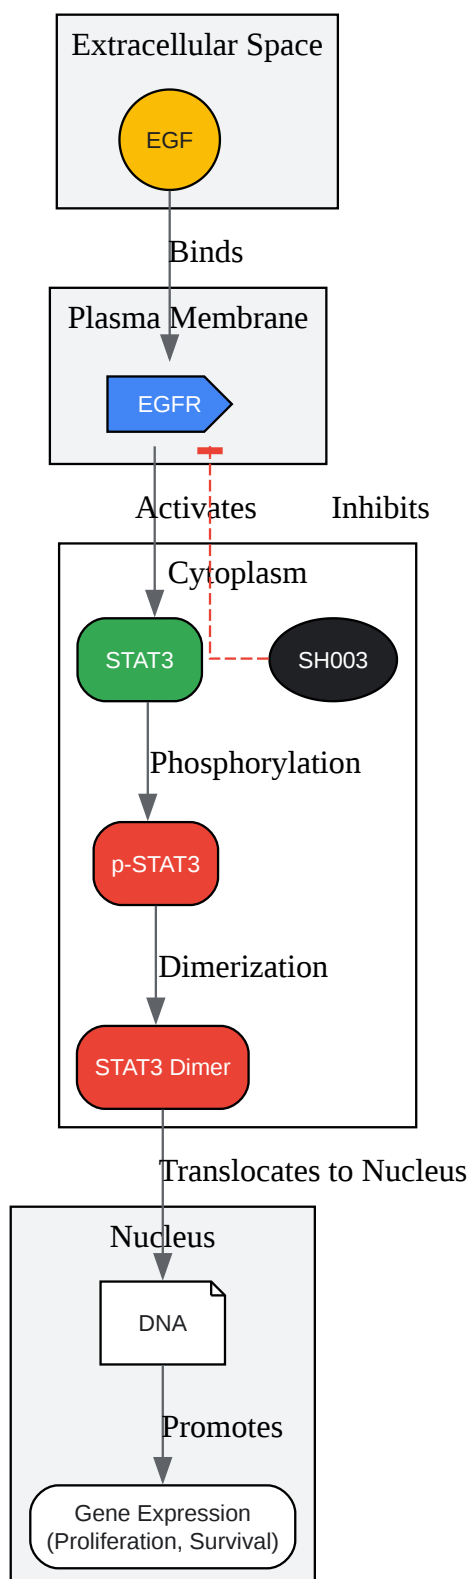 Extracellular Space
EGF
Binds
Plasma Membrane
EGFR
Activates
Inhibits
Cytoplasm
STAT3
SH003
Phosphorylation
p-STAT3
Dimerization
STAT3 Dimer
Translocates to Nucleus
Nucleus
DNA
Promotes
Gene Expression
(Proliferation, Survival)